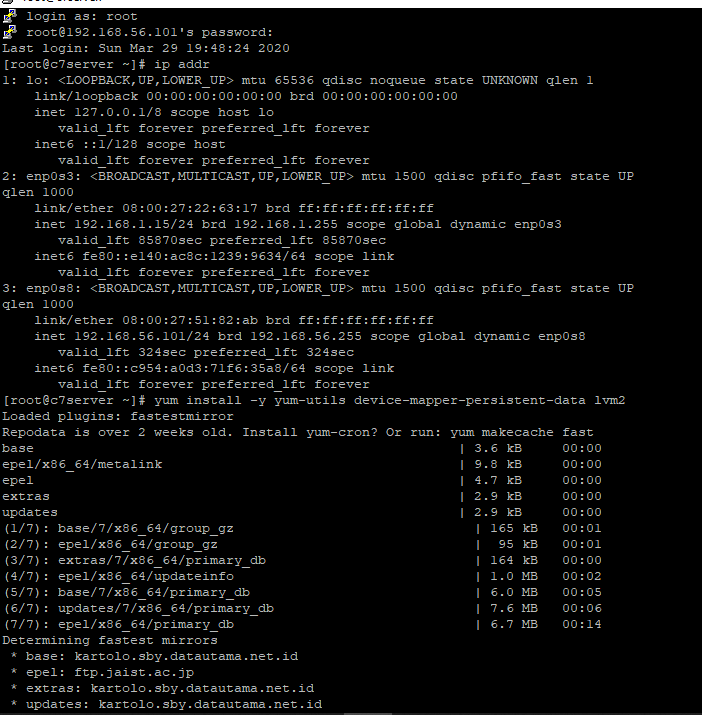 login as: root
root@192.168.56.101's password:
Last login: Sun Mar 29 19:48:24 2020
[root@c7server ~]# ip addr
1: lo: <LOOPBACK,UP,LOWER_UP> mtu 65536 qdisc noqueue state UNKNOWN qlen 1
    link/loopback 00:00:00:00:00:00 brd 00:00:00:00:00:00
    inet 127.0.0.1/8 scope host lo
       valid_lft forever preferred_lft forever
    inet6 ::1/128 scope host
       valid_lft forever preferred_lft forever
2: enp0s3: <BROADCAST,MULTICAST,UP,LOWER_UP> mtu 1500 qdisc pfifo_fast state UP
qlen 1000
    link/ether 08:00:27:22:63:17 brd ff:ff:ff:ff:ff:ff
    inet 192.168.1.15/24 brd 192.168.1.255 scope global dynamic enp0s3
       valid_lft 85870sec preferred_lft 85870sec
    inet6 fe80::e140:ac8c:1239:9634/64 scope link
       valid_lft forever preferred_lft forever
3: enp0s8: <BROADCAST,MULTICAST,UP,LOWER_UP> mtu 1500 qdisc pfifo_fast state UP
qlen 1000
    link/ether 08:00:27:51:82:ab brd ff:ff:ff:ff:ff:ff
    inet 192.168.56.101/24 brd 192.168.56.255 scope global dynamic enp0s8
       valid_lft 324sec preferred_lft 324sec
    inet6 fe80::c954:a0d3:71f6:35a8/64 scope link
       valid_lft forever preferred_lft forever
[root@c7server ~]# yum install -y yum-utils device-mapper-persistent-data lvm2
Loaded plugins: fastestmirror
Repodata is over 2 weeks old. Install yum-cron? Or run: yum makecache fast
base | 3.6 kB 00:00
epel/x86_64/metalink | 9.8 kB 00:00
epel | 4.7 kB 00:00
extras | 2.9 kB 00:00
updates | 2.9 kB 00:00
(1/7): base/7/x86_64/group_gz | 165 kB 00:01
(2/7): epel/x86_64/group_gz | 95 kB 00:01
(3/7): extras/7/x86_64/primary_db | 164 kB 00:00
(4/7): epel/x86_64/updateinfo | 1.0 MB 00:02
(5/7): base/7/x86_64/primary_db | 6.0 MB 00:05
(6/7): updates/7/x86_64/primary_db | 7.6 MB 00:06
(7/7): epel/x86_64/primary_db | 6.7 MB 00:14
Determining fastest mirrors
 * base: kartolo.sby.datautama.net.id
 * epel: ftp.jaist.ac.jp
 * extras: kartolo.sby.datautama.net.id
 * updates: kartolo.sby.datautama.net.id